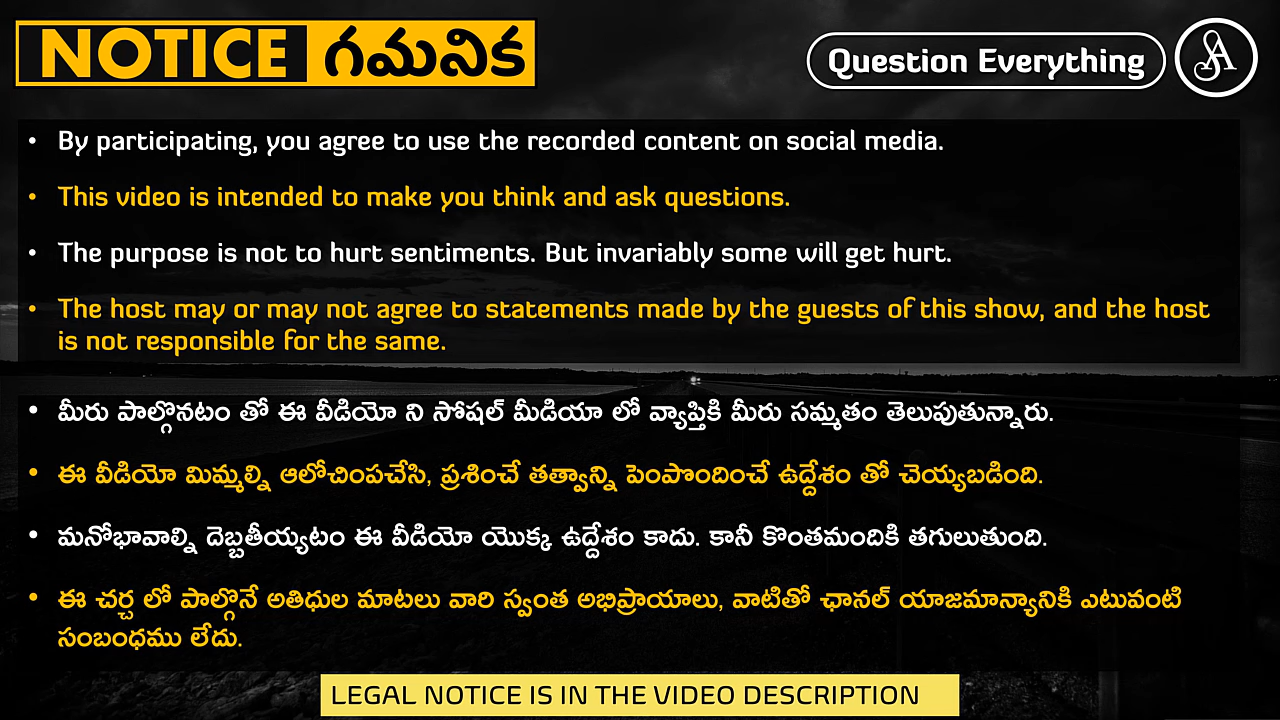 NOTICE గమనిక
Question Everything
• By participating, you agree to use the recorded content on social media.
• This video is intended to make you think and ask questions.
• The purpose is not to hurt sentiments. But invariably some will get hurt.
• The host may or may not agree to statements made by the guests of this show, and the host
is not responsible for the same.
• మీరు పాల్గొనటం తో ఈ వీడియో ని సోషల్ మీడియా లో వ్యాప్తికి మీరు సమ్మతం తెలుపుతున్నారు.
• ఈ వీడియో మిమ్మల్ని ఆలోచింపచేసి, ప్రశించే తత్వాన్ని పెంపొందించే ఉద్దేశం తో చెయ్యబడింది.
• మనోభావాల్ని దెబ్బతీయ్యటం ఈ వీడియో యొక్క ఉద్దేశం కాదు. కానీ కొంతమందికి తగులుతుంది.
• ఈ చర్చ లో పాల్గొనే అతిధుల మాటలు వారి స్వంత అభిప్రాయాలు, వాటితో ఛానల్ యాజమాన్యానికి ఎటువంటి
సంబంధము లేదు.
LEGAL NOTICE IS IN THE VIDEO DESCRIPTION